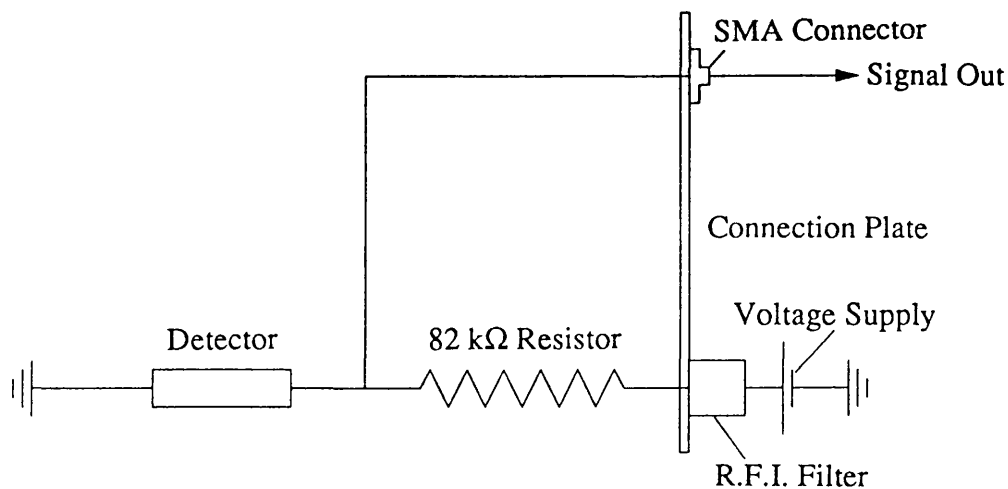 SMA Connector
Signal Out
Connection Plate
Voltage Supply
Detector
82 kΩ Resistor
R.F.I. Filter